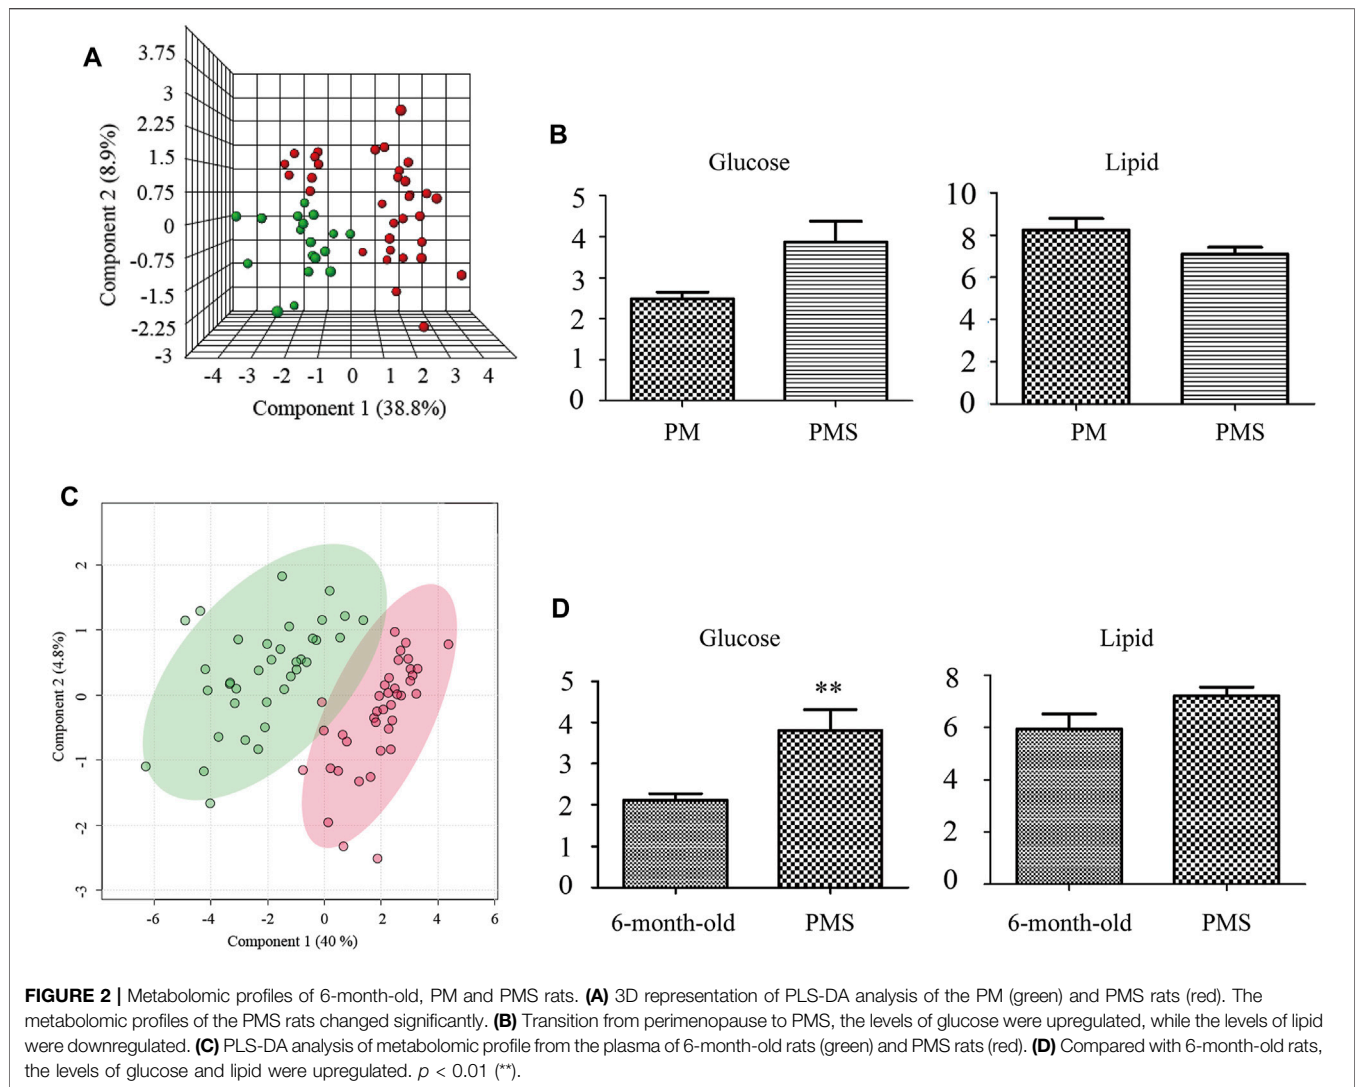 A
3.75
3
2.25
1.5
0.75
0
-0.75
-1.5
-2.25
-3
Component 2 (8.9%)
-4 -3 -2 -1 0 1 2 3 4
Component 1 (38.8%)
B
Glucose
5
4
3
2
1
0
PM PMS
Lipid
10
8
6
4
2
0
PM PMS
C
2
1
0
-1
-2
-3
Component 2 (4.8%)
-6 -4 -2 0 2 4 6
Component 1 (40 %)
D
Glucose
5
4
3
2
1
0
**
6-month-old PMS
Lipid
8
6
4
2
0
6-month-old PMS
FIGURE 2 | Metabolomic profiles of 6-month-old, PM and PMS rats. (A) 3D representation of PLS-DA analysis of the PM (green) and PMS rats (red). The
metabolomic profiles of the PMS rats changed significantly. (B) Transition from perimenopause to PMS, the levels of glucose were upregulated, while the levels of lipid
were downregulated. (C) PLS-DA analysis of metabolomic profile from the plasma of 6-month-old rats (green) and PMS rats (red). (D) Compared with 6-month-old rats,
the levels of glucose and lipid were upregulated. p < 0.01 (**).